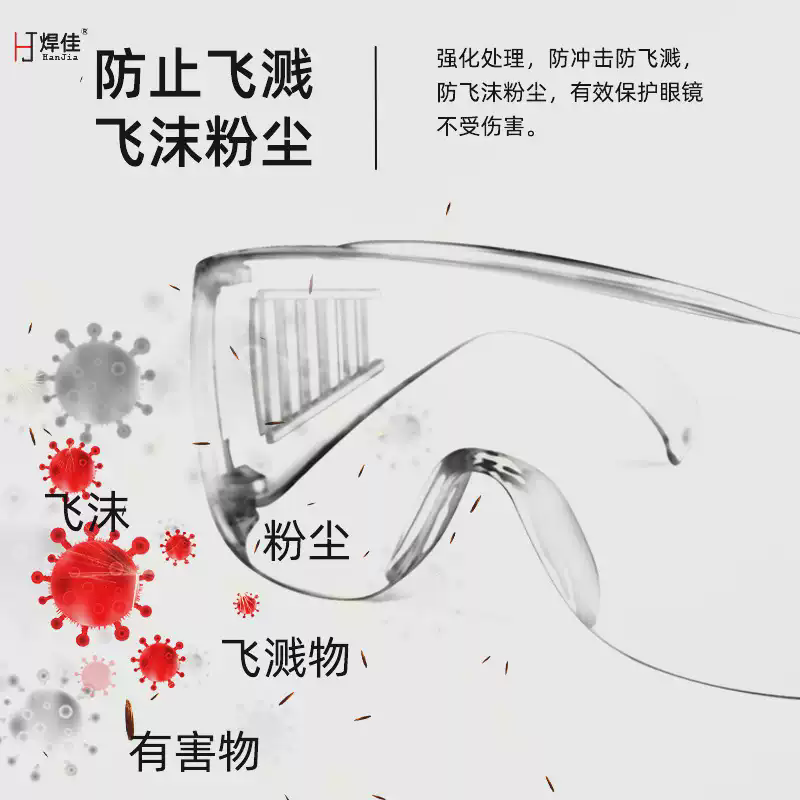 HJ焊佳®
HanJia
防止飞溅
飞沫粉尘
强化处理，防冲击防飞溅，
防飞沫粉尘，有效保护眼镜
不受伤害。
飞沫
粉尘
飞溅物
有害物